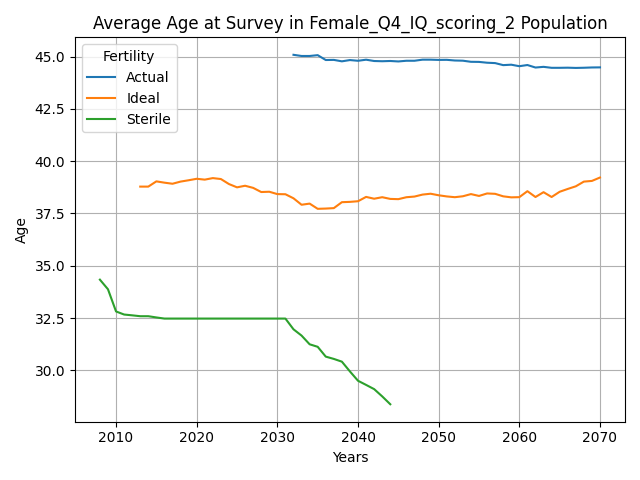 Average Age at Survey in Female_Q4_IQ_scoring_2 Population
Fertility
Actual
Ideal
Sterile
45.0
42.5
40.0
37.5
35.0
32.5
30.0
Age
2010 2020 2030 2040 2050 2060 2070
Years